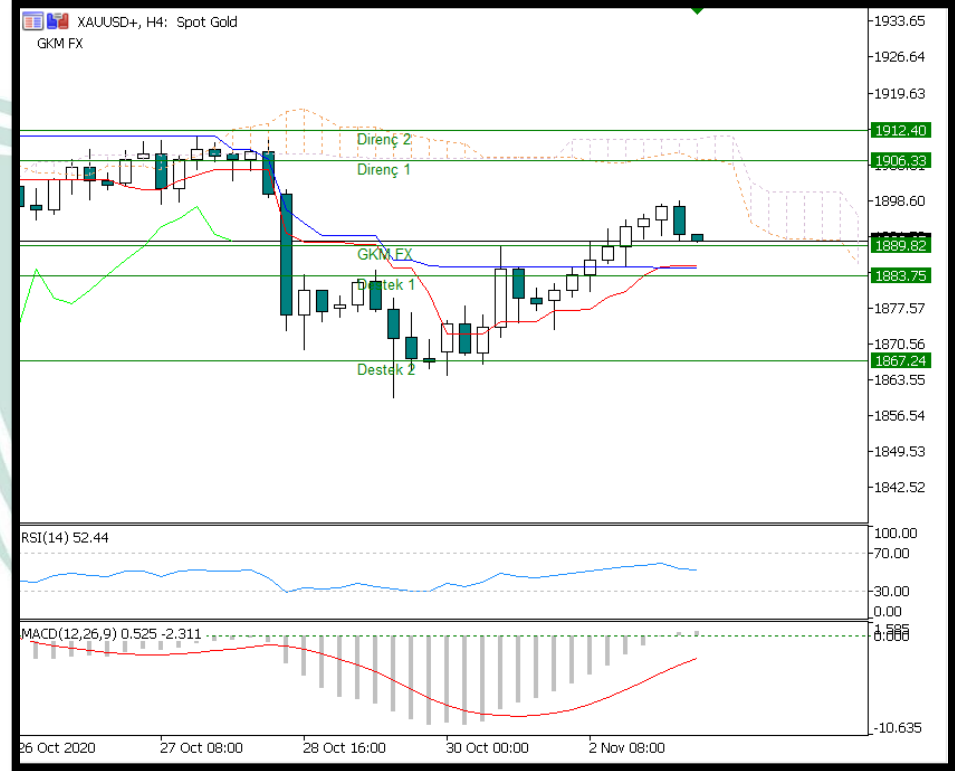 XAUUSD+, H4: Spot Gold
GKM FX
1933.65
1926.64
1919.63
Direnç 2
1912.40
Direnç 1
1906.33
1898.60
GKM FX
1889.82
Destek 1
1883.75
1877.57
1870.56
Destek 2
1867.24
1863.55
1856.54
1849.53
1842.52
RSI(14) 52.44
100.00
70.00
30.00
0.00
MACD(12,26,9) 0.525 -2.311
0.000
-10.635
26 Oct 2020
27 Oct 08:00
28 Oct 16:00
30 Oct 00:00
2 Nov 08:00